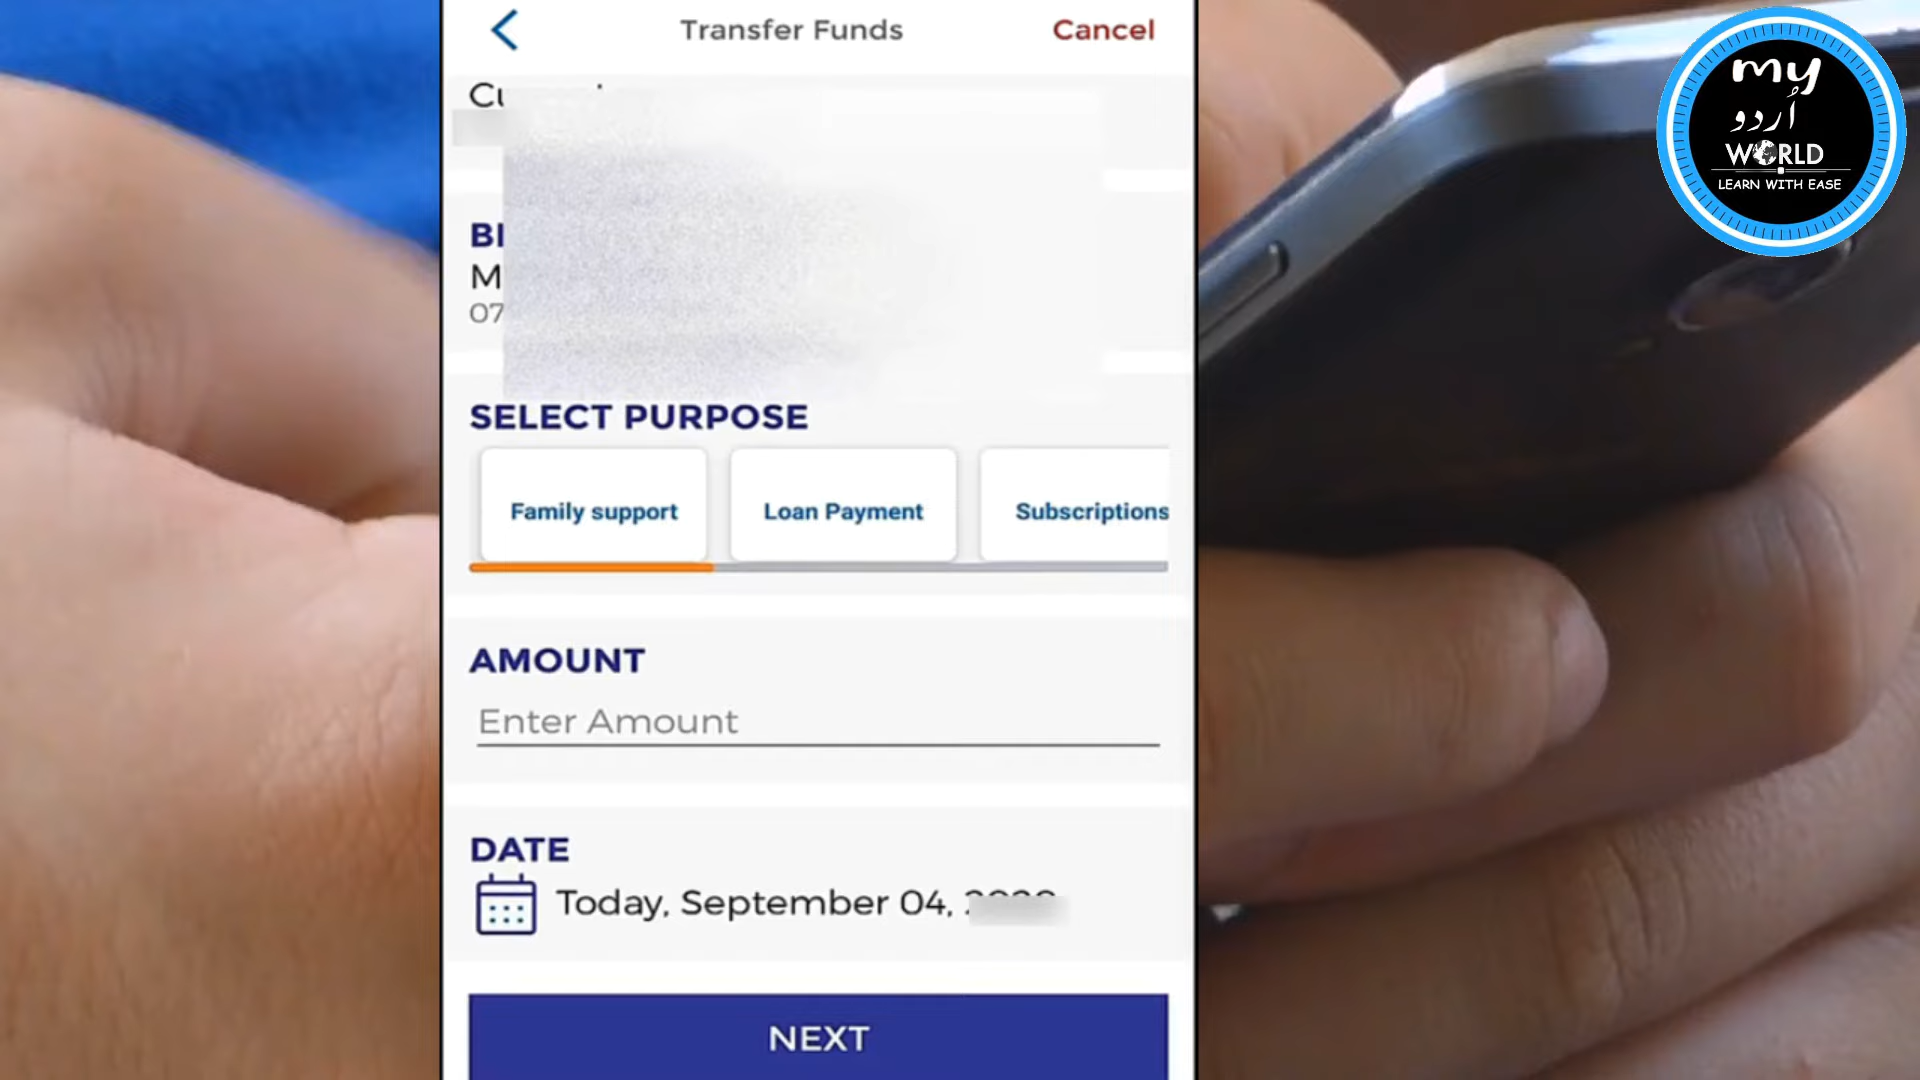 Transfer Funds
Cancel
SELECT PURPOSE
Family support
Loan Payment
Subscriptions
AMOUNT
Enter Amount
DATE
Today, September 04,
NEXT
my
اُردو
WORLD
LEARN WITH EASE